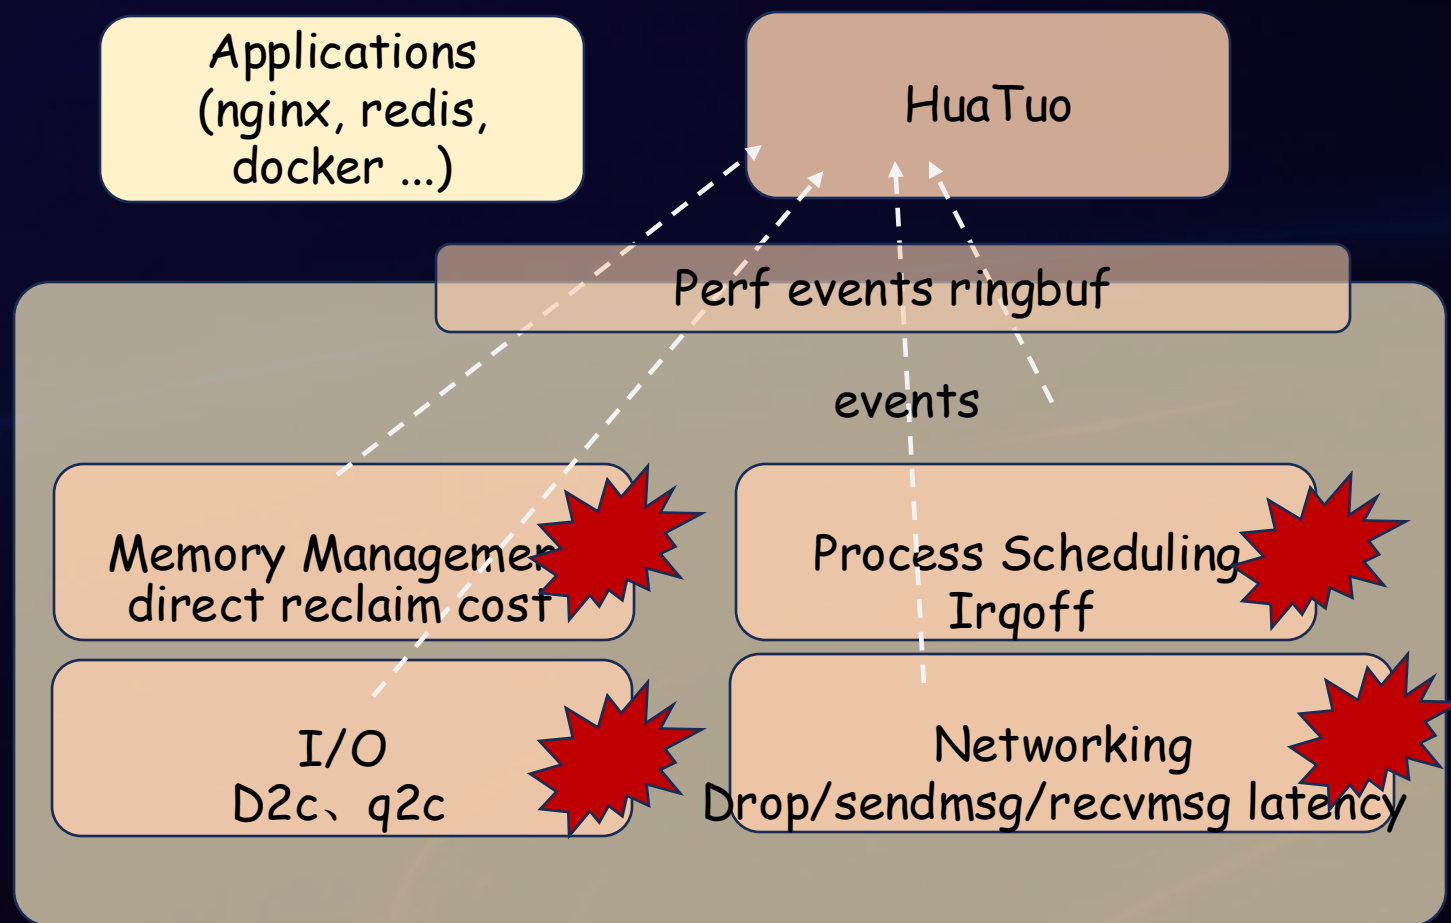 Applications
(nginx, redis,
docker ...)
HuaTuo
Perf events ringbuf
events
Memory Managemen
direct reclaim cost
Process Scheduling
Irqoff
I/O
D2c、q2c
Networking
Drop/sendmsg/recvmsg latency